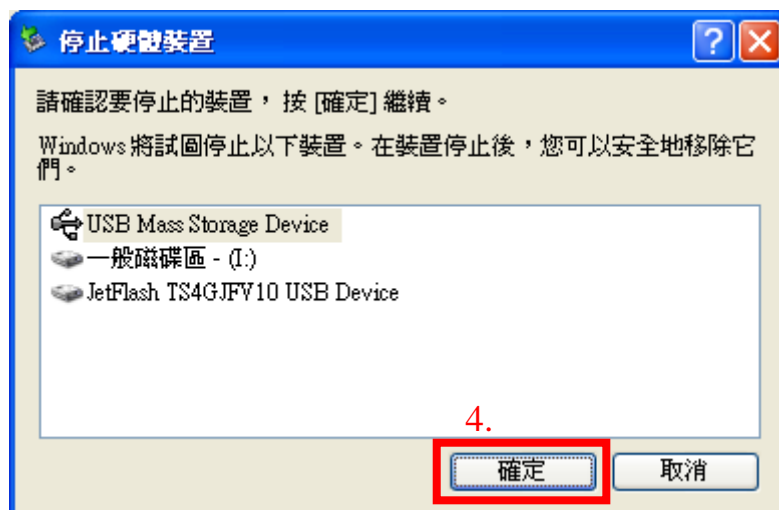 停止硬體裝置
請確認要停止的裝置，按 [確定] 繼續。
Windows 將試圖停止以下裝置。在裝置停止後，您可以安全地移除它
們。
USB Mass Storage Device
一般磁碟區 - (I:)
JetFlash TS4GJFV10 USB Device
4.
確定 取消